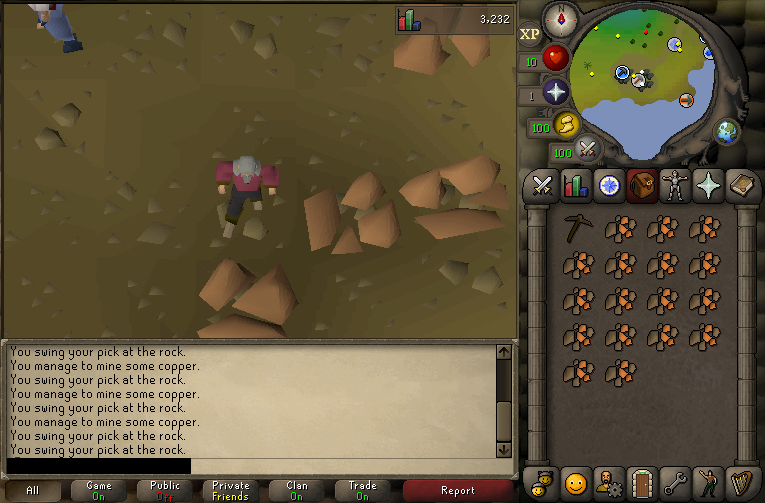 3,232
XP
10
1
100
100
You swing your pick at the rock.
You manage to mine some copper.
You swing your pick at the rock.
You manage to mine some copper.
You swing your pick at the rock.
You manage to mine some copper.
You swing your pick at the rock.
You swing your pick at the rock.
All
Game
On
Public
Off
Private
Friends
Clan
On
Trade
On
Report